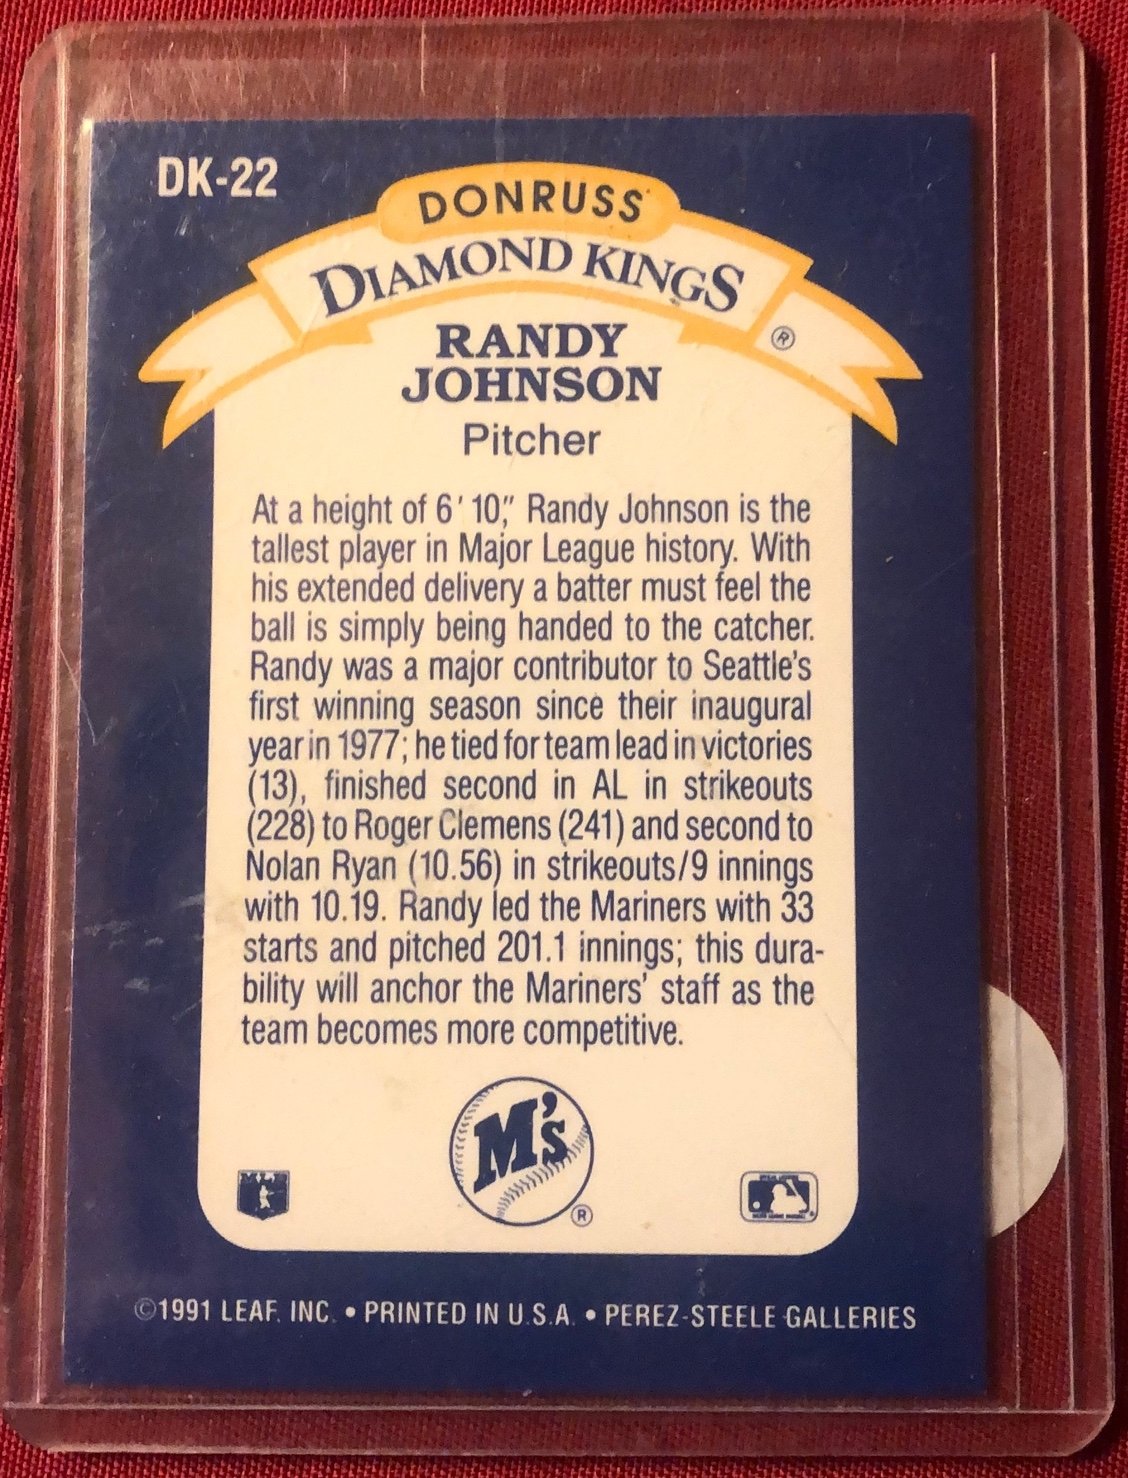 DK-22
DONRUSS
DIAMOND KINGS
®
RANDY
JOHNSON
Pitcher
At a height of 6' 10," Randy Johnson is the
tallest player in Major League history. With
his extended delivery a batter must feel the
ball is simply being handed to the catcher.
Randy was a major contributor to Seattle's
first winning season since their inaugural
year in 1977; he tied for team lead in victories
(13), finished second in AL in strikeouts
(228) to Roger Clemens (241) and second to
Nolan Ryan (10.56) in strikeouts/9 innings
with 10.19. Randy led the Mariners with 33
starts and pitched 201.1 innings; this dura-
bility will anchor the Mariners' staff as the
team becomes more competitive.
M's
®
©1991 LEAF, INC. • PRINTED IN U.S.A. • PEREZ-STEELE GALLERIES